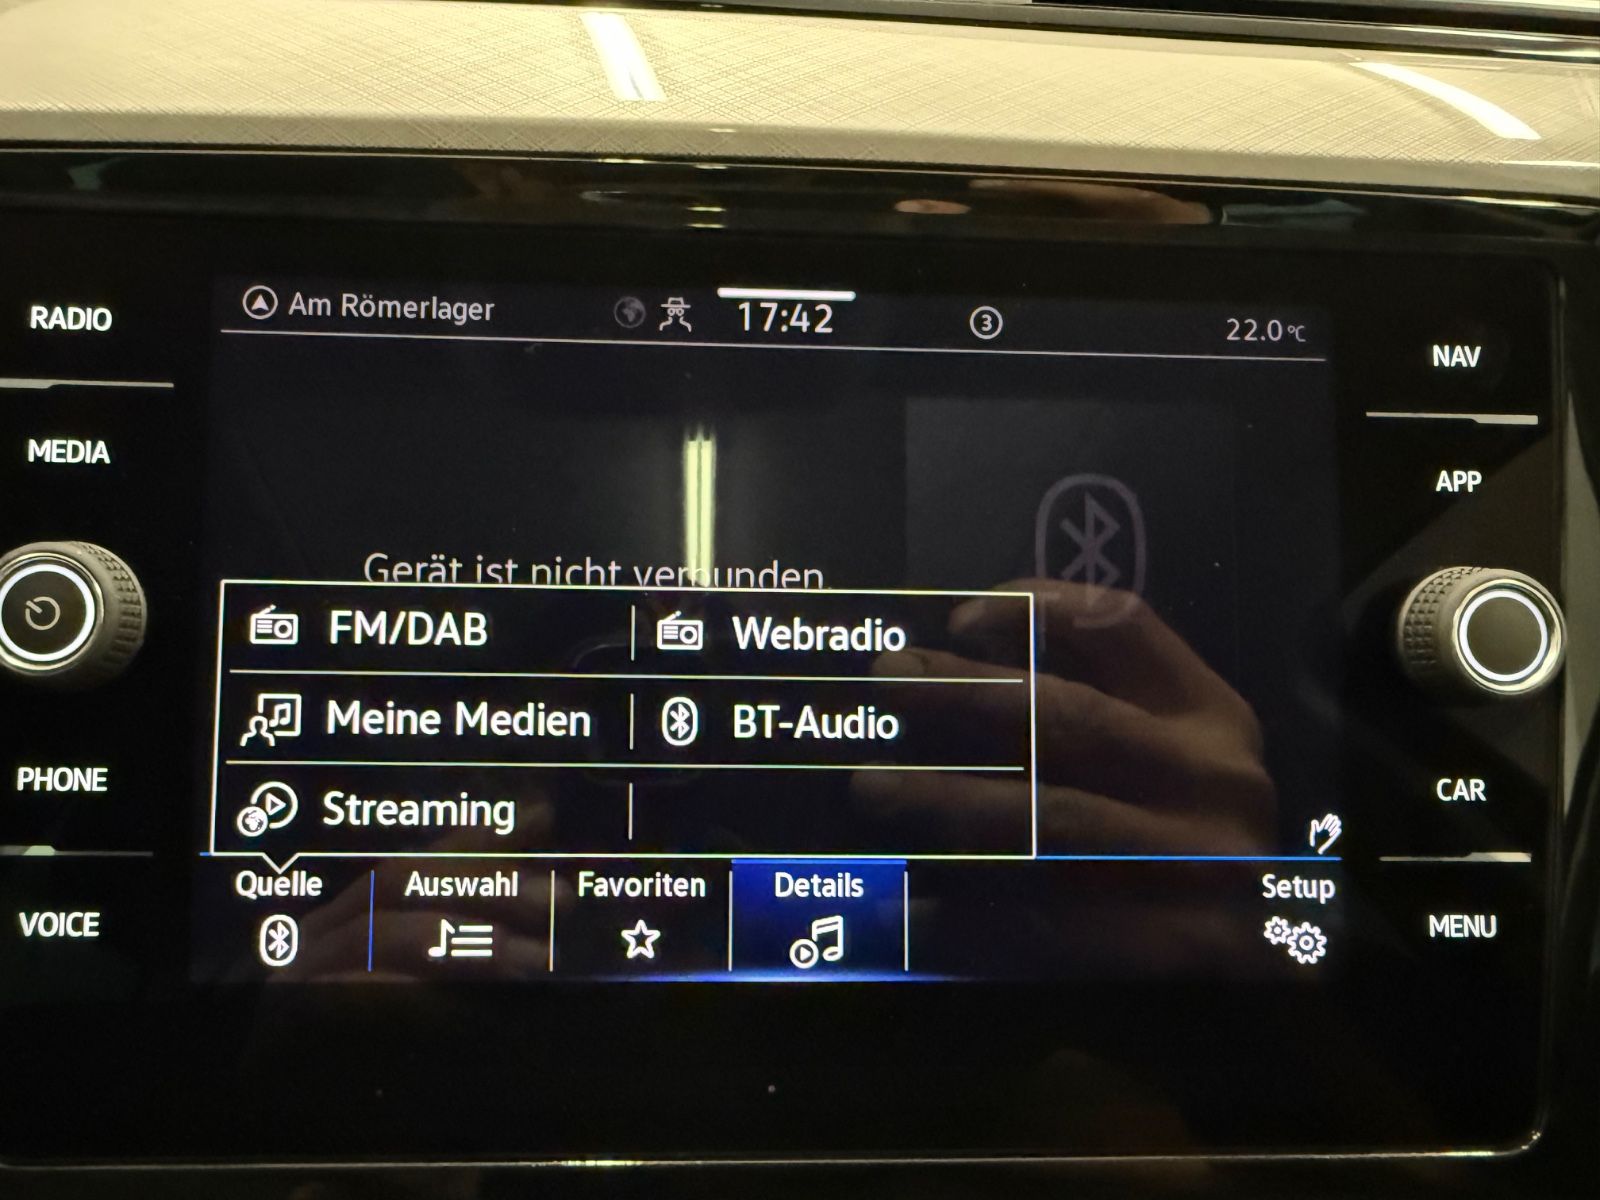 RADIO
MEDIA
PHONE
VOICE
Am Römerlager
17:42
3
22.0°C
Gerät ist nicht verbunden.
FM/DAB
Webradio
Meine Medien
BT-Audio
Streaming
Quelle
Auswahl
Favoriten
Details
Setup
NAV
APP
CAR
MENU